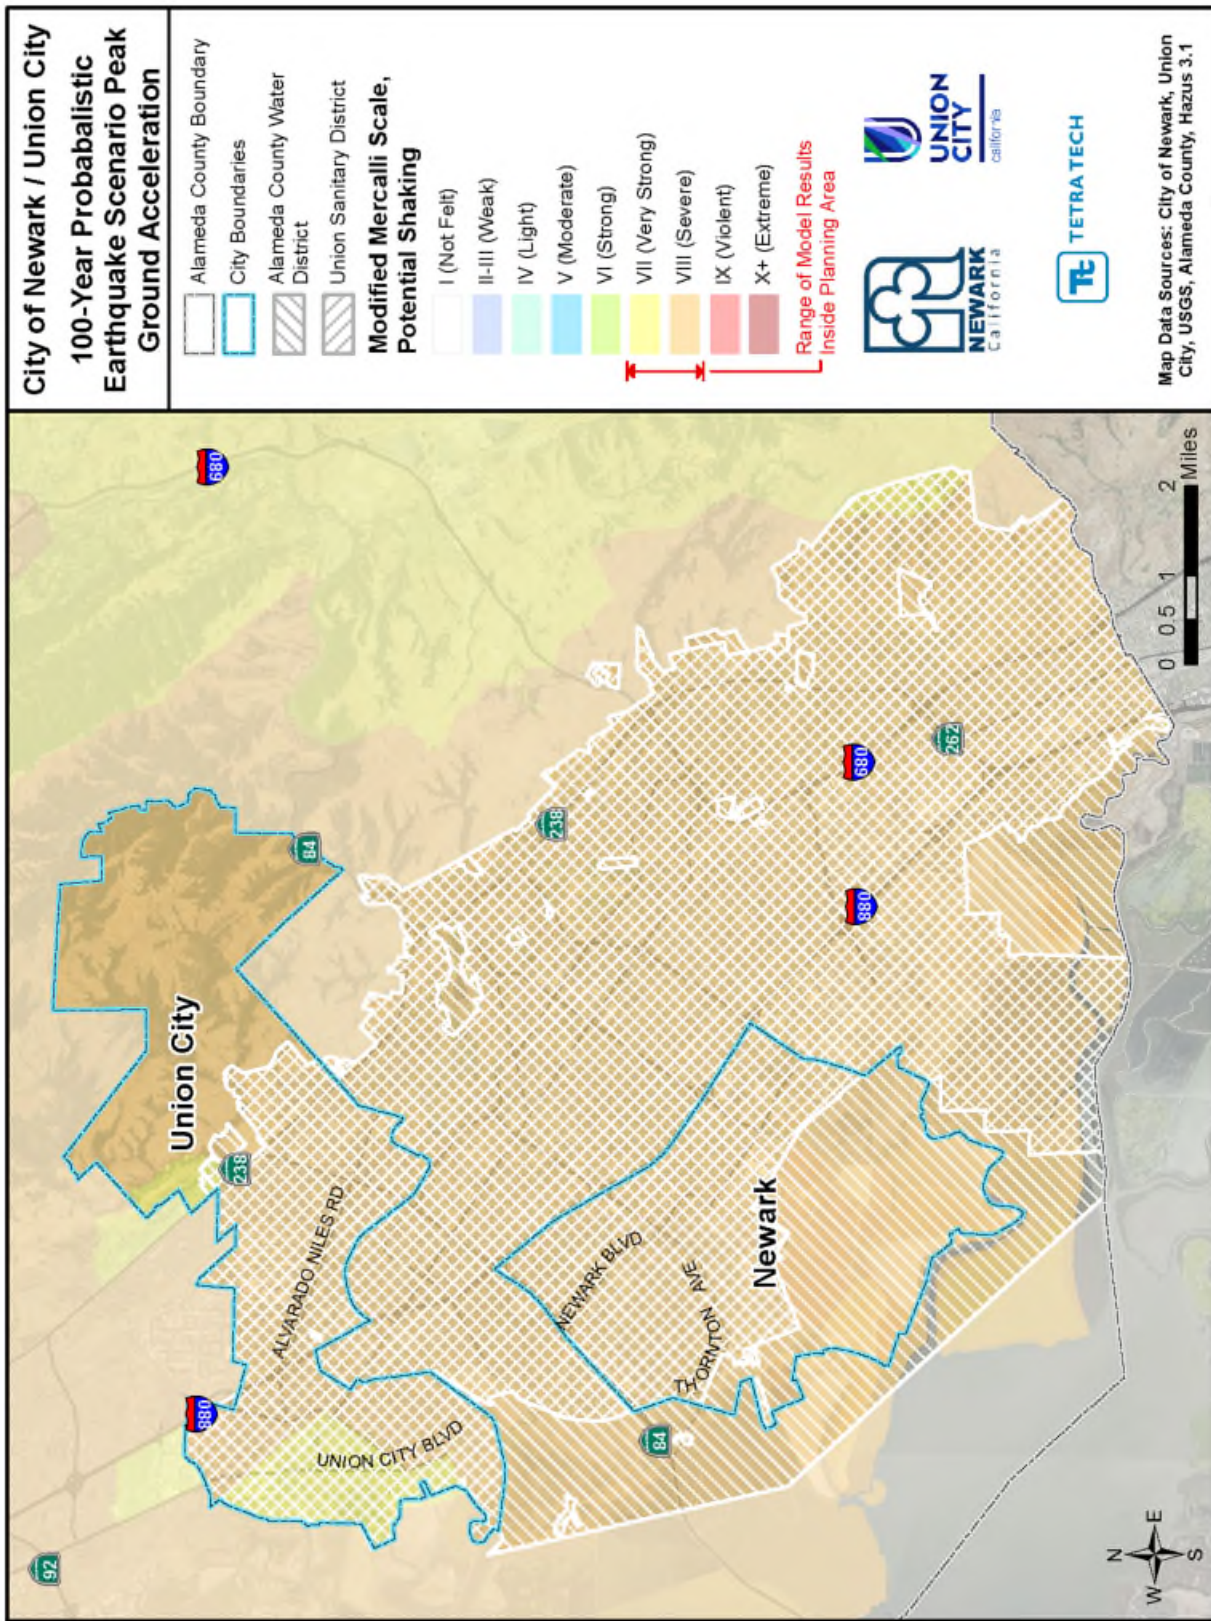 City of Newark / Union City
100-Year Probabalistic
Earthquake Scenario Peak
Ground Acceleration
Alameda County Boundary
City Boundaries
Alameda County Water
District
Union Sanitary District
Modified Mercalli Scale,
Potential Shaking
I (Not Felt)
II-III (Weak)
IV (Light)
V (Moderate)
VI (Strong)
VII (Very Strong)
VIII (Severe)
IX (Violent)
X+ (Extreme)
Range of Model Results
Inside Planning Area
NEWARK
California
UNION
CITY
california
TETRA TECH
Map Data Sources: City of Newark, Union
City, USGS, Alameda County, Hazus 3.1
92
880
680
Union City
238
84
ALVARADO NILES RD
UNION CITY BLVD
238
NEWARK BLVD
THORNTON AVE
84
Newark
680
880
262
0 0.5 1 2
Miles
N
W E
S